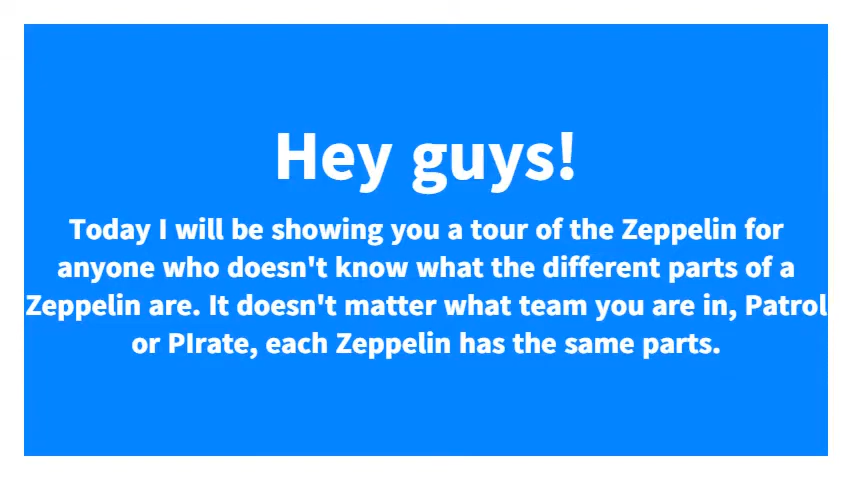 Hey guys!
Today I will be showing you a tour of the Zeppelin for
anyone who doesn't know what the different parts of a
Zeppelin are. It doesn't matter what team you are in, Patrol
or PIrate, each Zeppelin has the same parts.